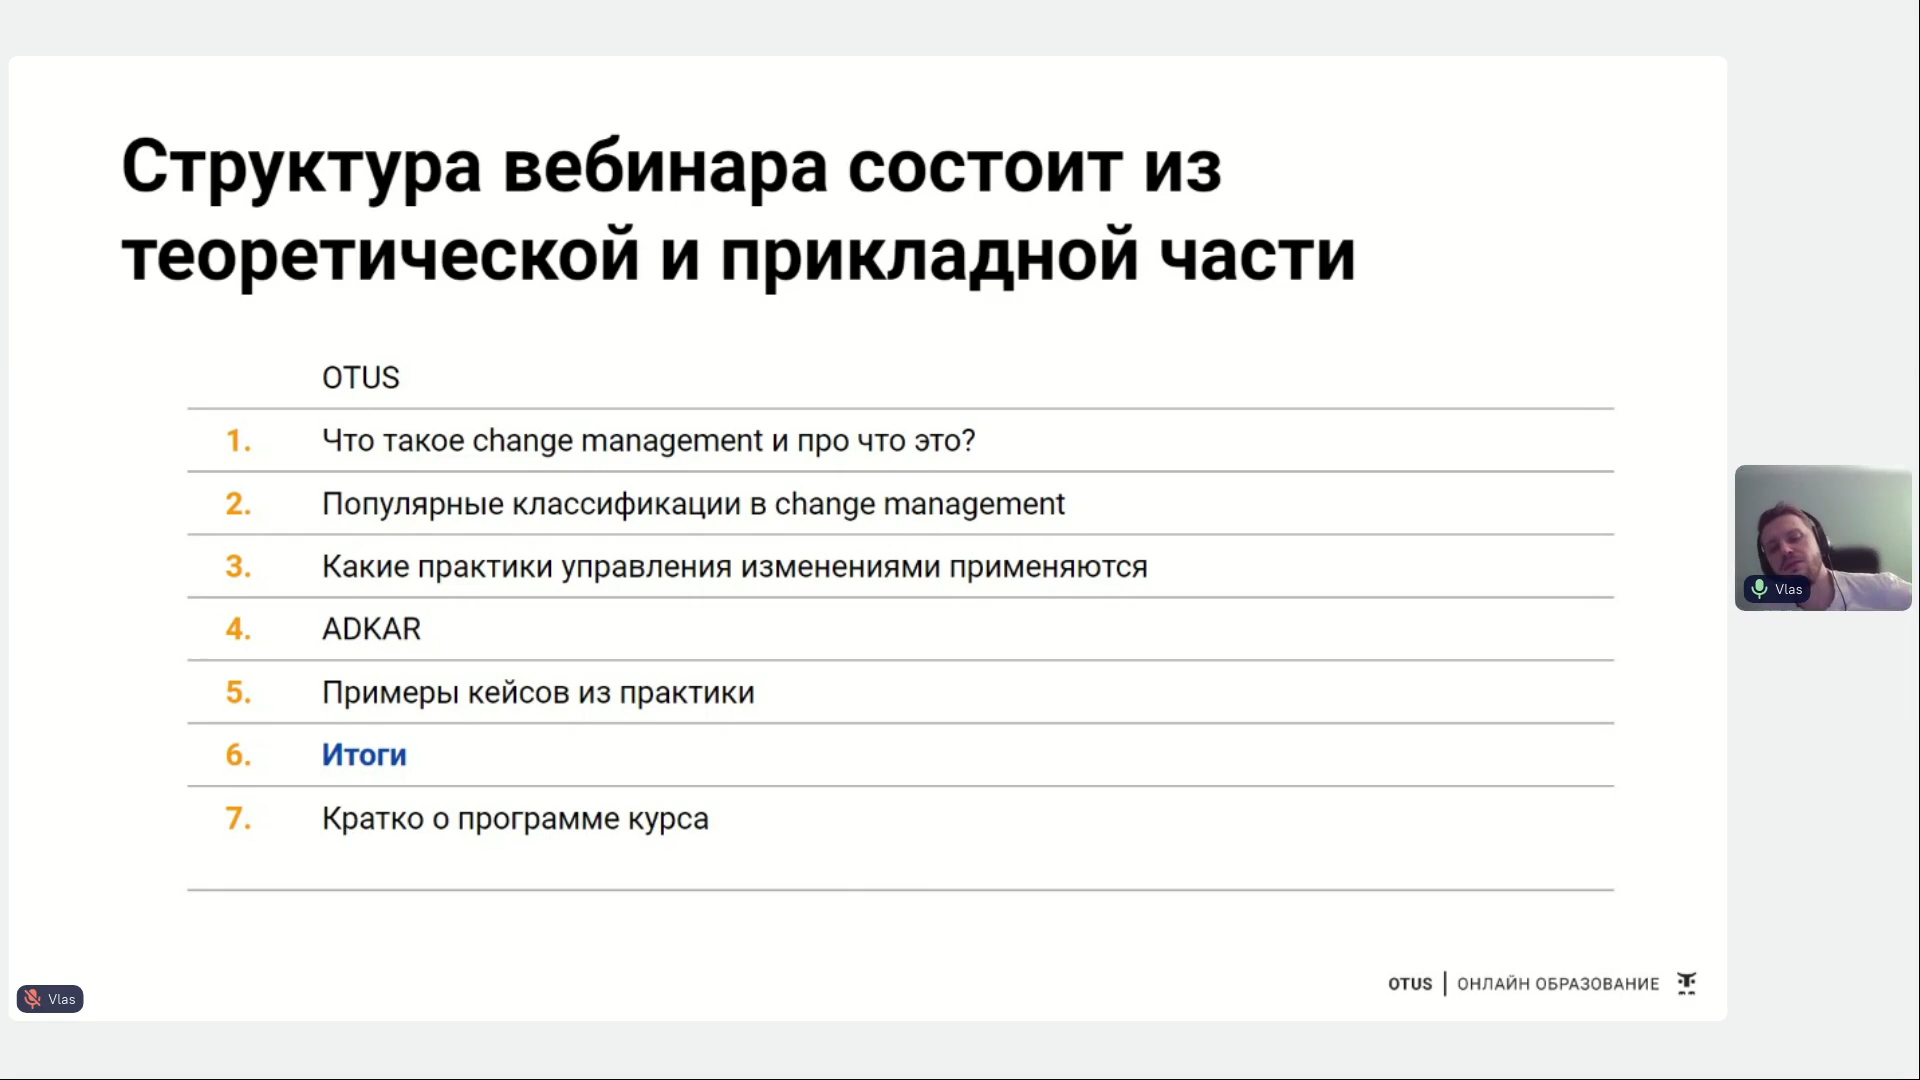 Структура вебинара состоит из
теоретической и прикладной части
OTUS
1. Что такое change management и про что это?
2. Популярные классификации в change management
3. Какие практики управления изменениями применяются
4. ADKAR
5. Примеры кейсов из практики
6. Итоги
7. Кратко о программе курса
OTUS | ОНЛАЙН ОБРАЗОВАНИЕ
Vlas
Vlas